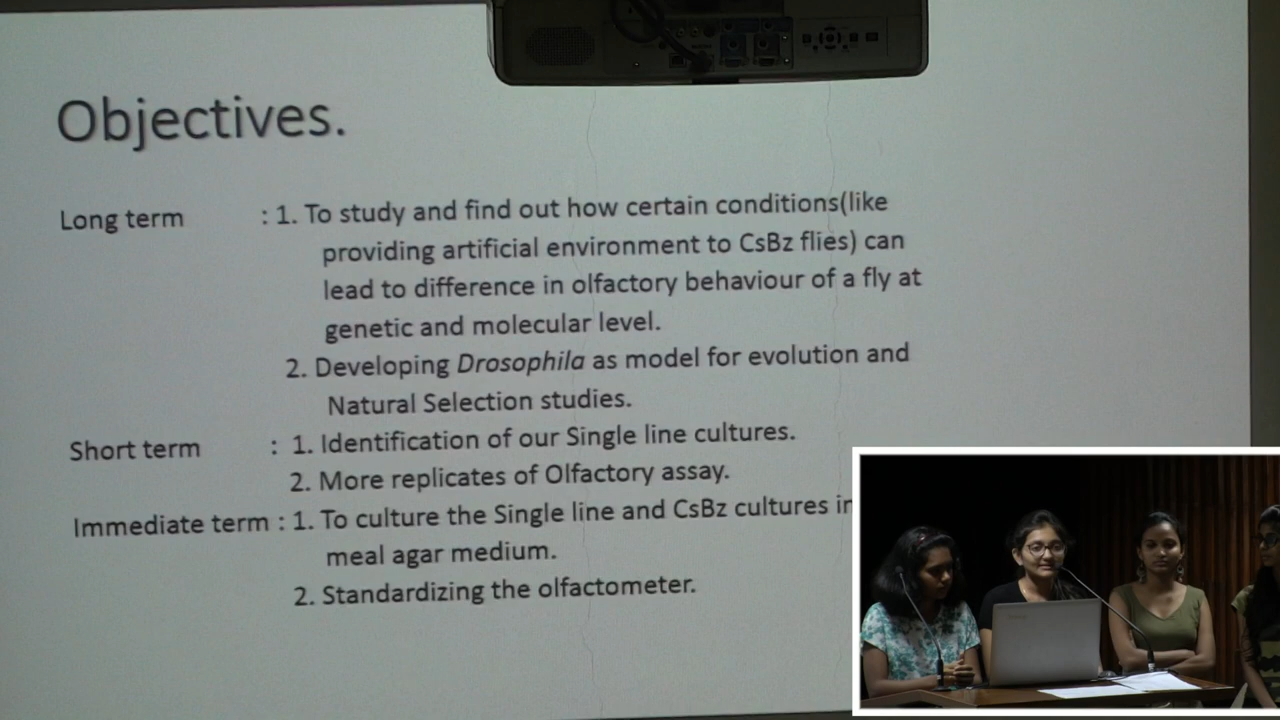 Objectives.
Long term : 1. To study and find out how certain conditions(like
providing artificial environment to CsBz flies) can
lead to difference in olfactory behaviour of a fly at
genetic and molecular level.
2. Developing Drosophila as model for evolution and
Natural Selection studies.
Short term : 1. Identification of our Single line cultures.
2. More replicates of Olfactory assay.
Immediate term : 1. To culture the Single line and CsBz cultures in
meal agar medium.
2. Standardizing the olfactometer.